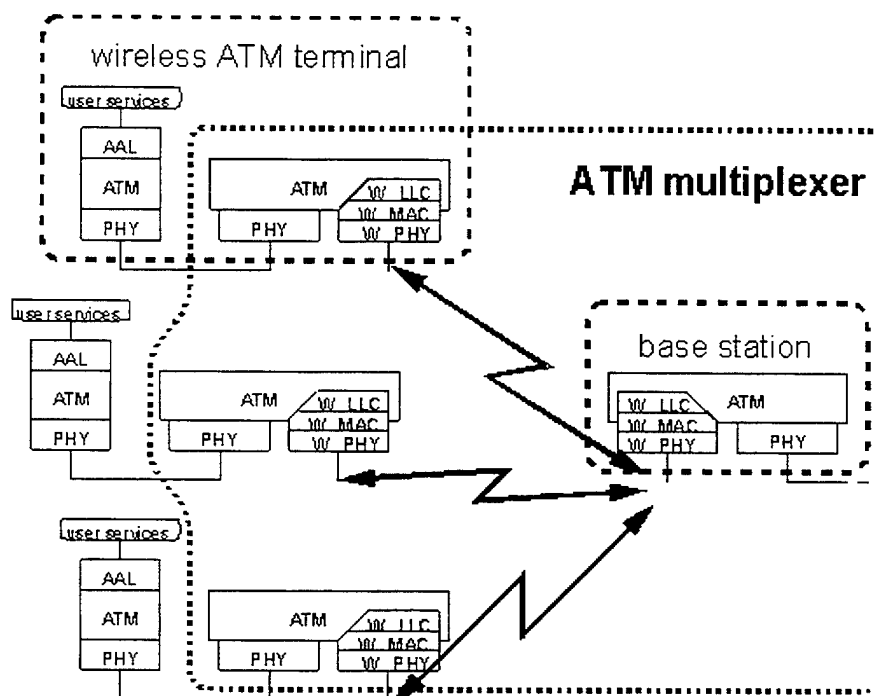 wireless ATM terminal
user services
AAL
ATM
PHY
ATM
W LLC
W MAC
W PHY
PHY
ATM multiplexer
user services
AAL
ATM
PHY
ATM
W LLC
W MAC
W PHY
PHY
base station
W LLC
W MAC
W PHY
ATM
PHY
user services
AAL
ATM
PHY
ATM
W LLC
W MAC
W PHY
PHY